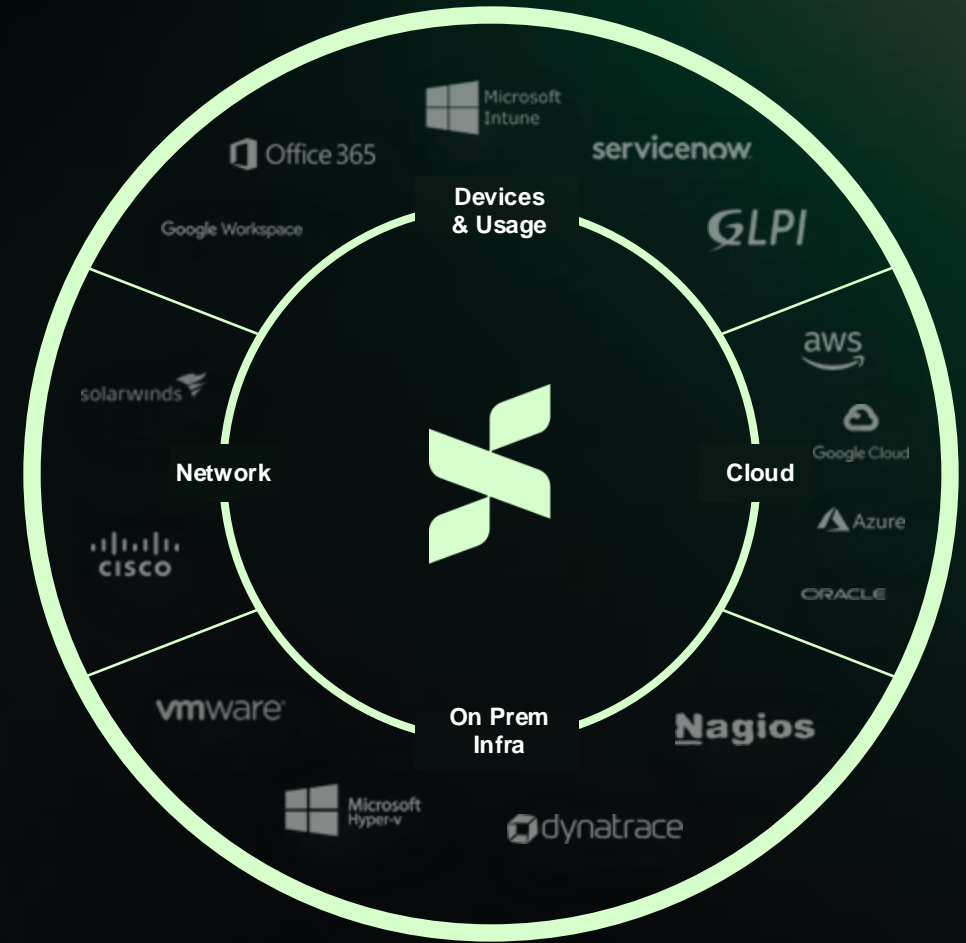 Microsoft
Intune
Office 365
servicenow
Google Workspace
Devices
& Usage
GLPI
aws
solarwinds
Google Cloud
Network
Cloud
Azure
CISCO
ORACLE
vmware
On Prem
Infra
Nagios
Microsoft
Hyper-v
dynatrace